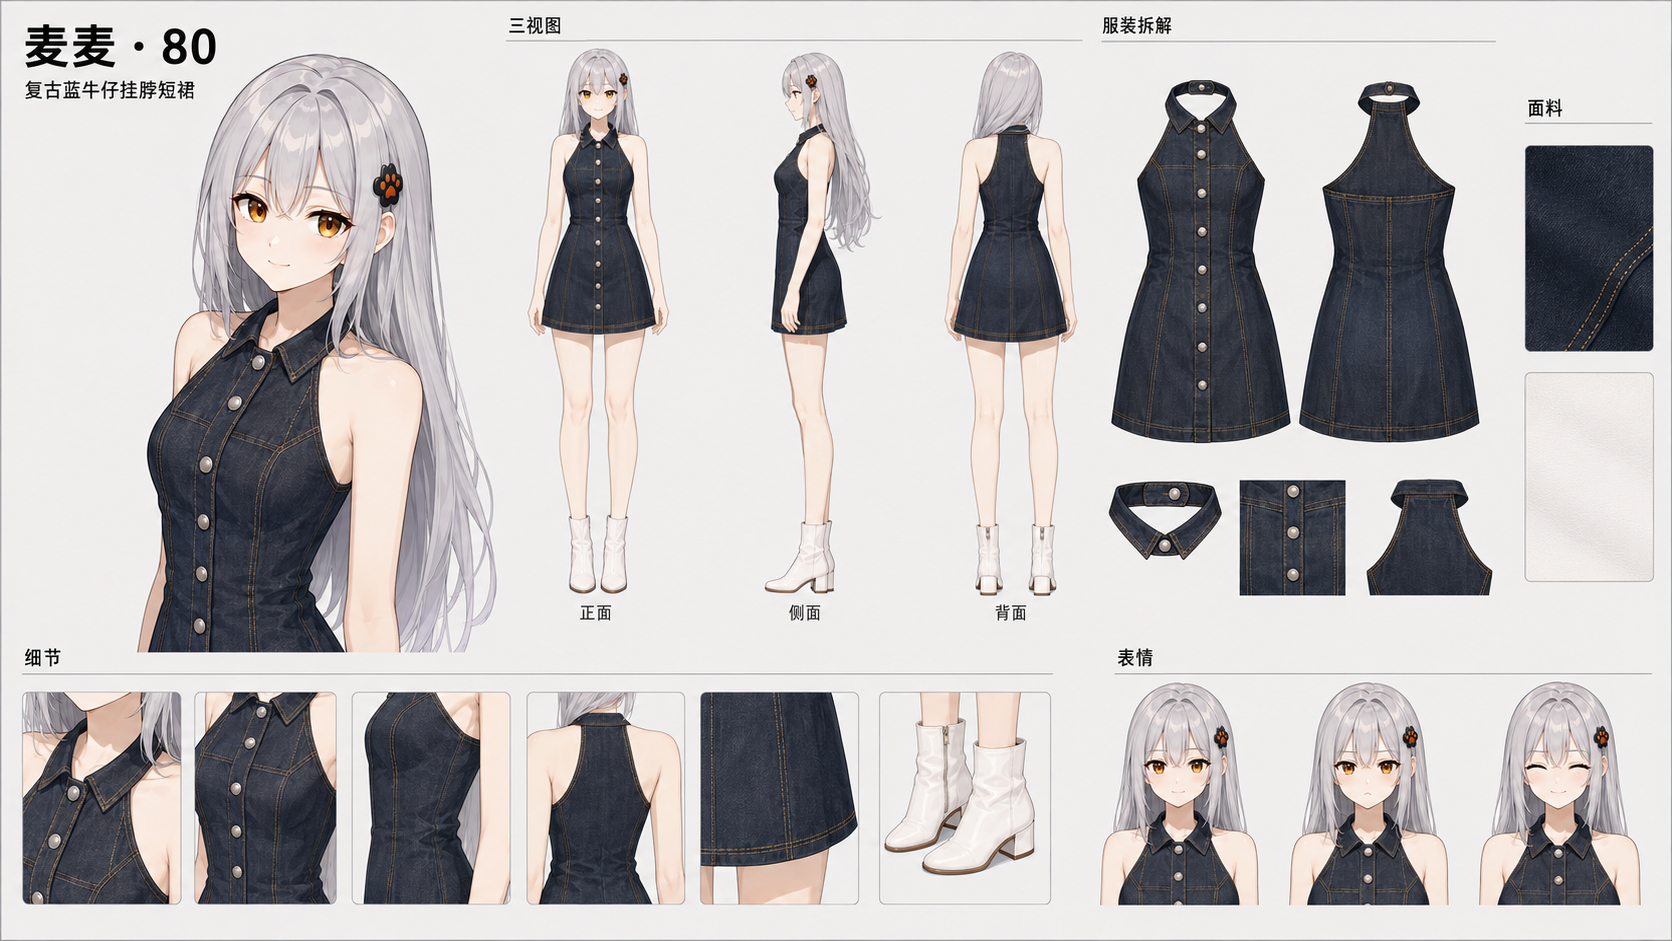 麦麦·80
复古蓝牛仔挂脖短裙
三视图
正面
侧面
背面
服装拆解
面料
细节
表情